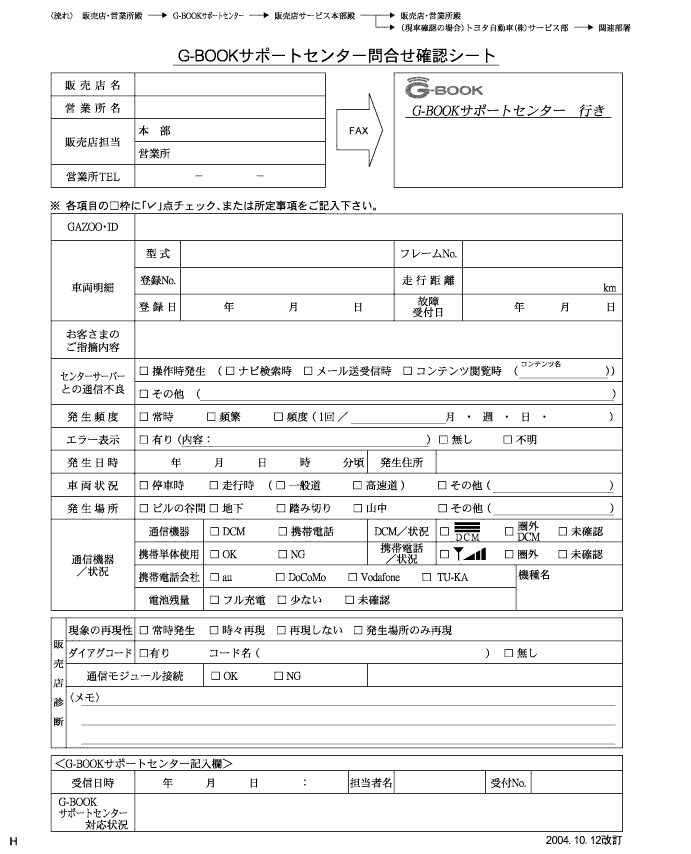 (流れ) 販売店・営業所殿 → G-BOOKサポートセンター → 販売店サービス本部殿 → 販売店・営業所殿
→ (現車確認の場合)トヨタ自動車(株)サービス部 → 関連部署
G-BOOKサポートセンター問合せ確認シート
販売店名
営業所名
販売店担当 本 部
営業所
営業所TEL － －
FAX
G-BOOK
G-BOOKサポートセンター 行き
※ 各項目の□枠に「✓」点チェック、または所定事項をご記入下さい。
GAZOO・ID
車両明細 型式 フレームNo.
登録No. 走行距離 km
登録日 年 月 日 故障受付日 年 月 日
お客さまの
ご指摘内容
センターサーバー
との通信不良
□ 操作時発生 (□ ナビ検索時 □ メール送受信時 □ コンテンツ閲覧時 (コンテンツ名 ))
□ その他 ( )
発生頻度 □ 常時 □ 頻繁 □ 頻度(1回／ 月・週・日・ )
エラー表示 □ 有り(内容： ) □ 無し □ 不明
発生日時 年 月 日 時 分頃 発生住所
車両状況 □ 停車時 □ 走行時 (□ 一般道 □ 高速道) □ その他( )
発生場所 □ ビルの谷間 □ 地下 □ 踏み切り □ 山中 □ その他( )
通信機器
／状況
通信機器 □ DCM □ 携帯電話 DCM／状況 □ DCM □ 圏外DCM □ 未確認
携帯単体使用 □ OK □ NG 携帯電話／状況 □ □ 圏外 □ 未確認
携帯電話会社 □ au □ DoCoMo □ Vodafone □ TU-KA 機種名
電池残量 □ フル充電 □ 少ない □ 未確認
販売店診断
現象の再現性 □ 常時発生 □ 時々再現 □ 再現しない □ 発生場所のみ再現
ダイアグコード □有り コード名( ) □ 無し
通信モジュール接続 □ OK □ NG
(メモ)
＜G-BOOKサポートセンター記入欄＞
受信日時 年 月 日 ： 担当者名 受付No.
G-BOOK
サポートセンター
対応状況
H
2004.10.12改訂